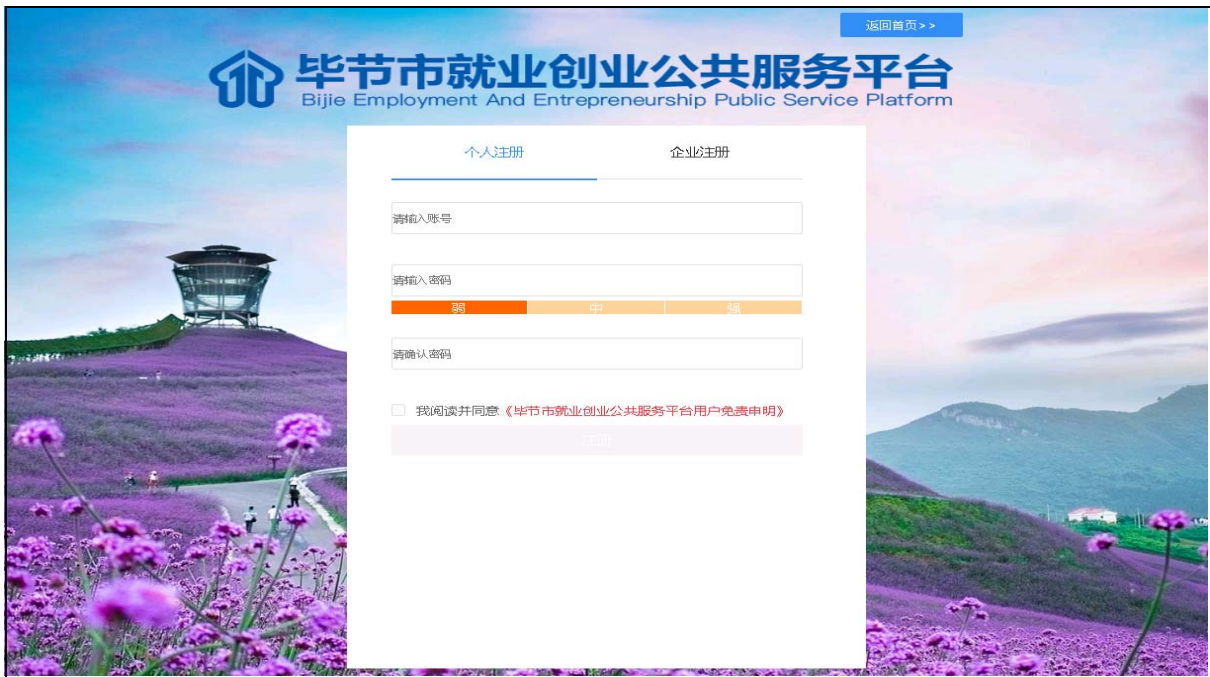 返回首页>>
毕节市就业创业公共服务平台
Bijie Employment And Entrepreneurship Public Service Platform
个人注册 企业注册
请输入账号
请输入密码
弱 中 强
请确认密码
我阅读并同意《毕节市就业创业公共服务平台用户免责申明》
注册